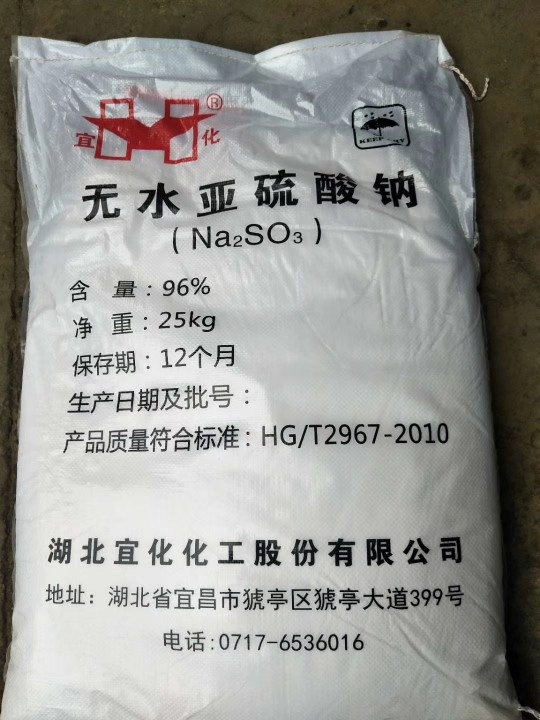 宜 化 ®
KEEP DRY
无水亚硫酸钠
(Na₂SO₃)
含 量：96%
净 重：25kg
保存期：12个月
生产日期及批号：
产品质量符合标准：HG/T2967-2010
湖北宜化化工股份有限公司
地址：湖北省宜昌市猇亭区猇亭大道399号
电话:0717-6536016